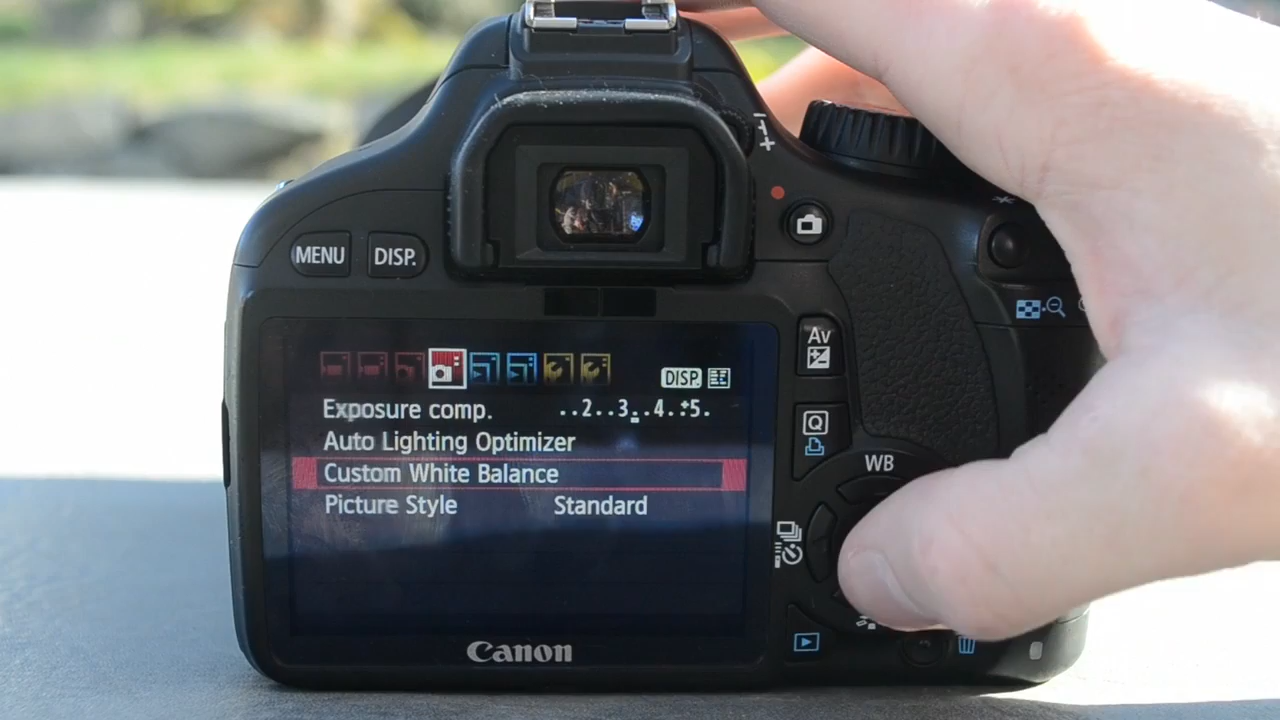 MENU
DISP.
DISP.
Exposure comp. ..2..3..4.:5.
Auto Lighting Optimizer
Custom White Balance
Picture Style Standard
Canon
Av
Q
WB